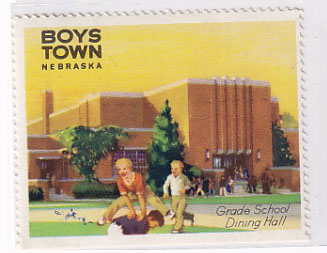 BOYS
TOWN
NEBRASKA
Grade School
Dining Hall